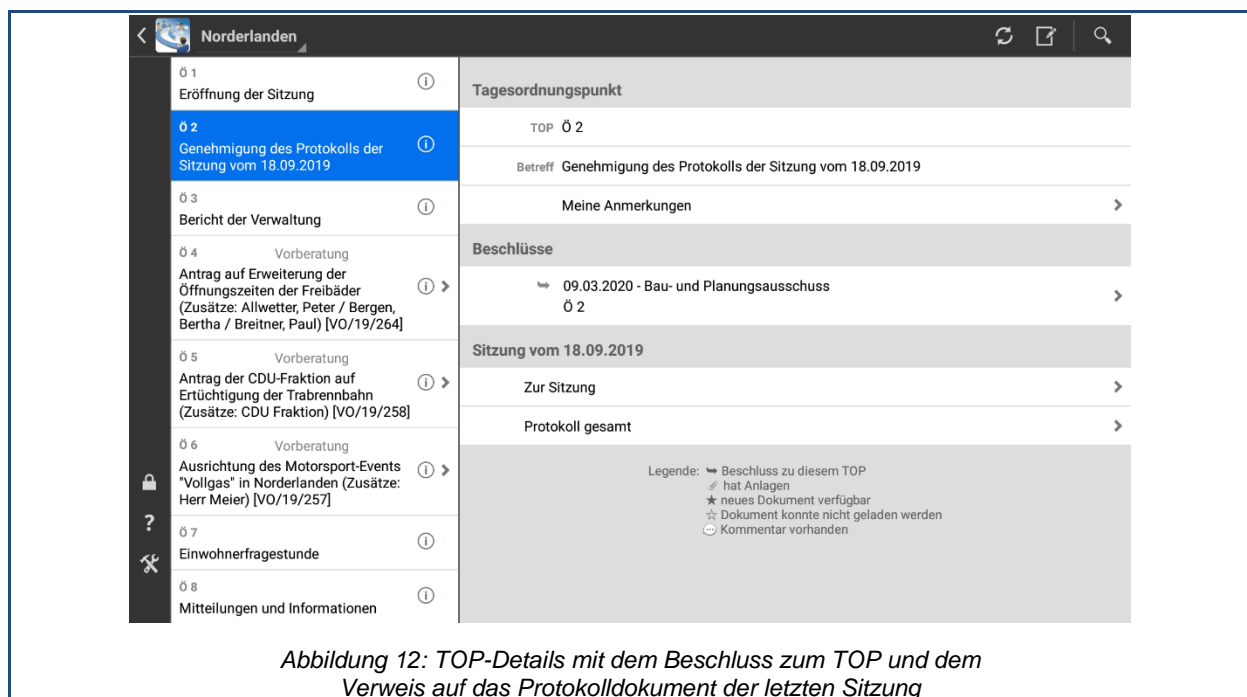 Norderlanden
Ö 1
Eröffnung der Sitzung
Ö 2
Genehmigung des Protokolls der
Sitzung vom 18.09.2019
Ö 3
Bericht der Verwaltung
Ö 4 Vorberatung
Antrag auf Erweiterung der
Öffnungszeiten der Freibäder
(Zusätze: Allwetter, Peter / Bergen,
Bertha / Breitner, Paul) [VO/19/264]
Ö 5 Vorberatung
Antrag der CDU-Fraktion auf
Ertüchtigung der Trabrennbahn
(Zusätze: CDU Fraktion) [VO/19/258]
Ö 6 Vorberatung
Ausrichtung des Motorsport-Events
"Vollgas" in Norderlanden (Zusätze:
Herr Meier) [VO/19/257]
Ö 7
Einwohnerfragestunde
Ö 8
Mitteilungen und Informationen
Tagesordnungspunkt
TOP Ö 2
Betreff Genehmigung des Protokolls der Sitzung vom 18.09.2019
Meine Anmerkungen
Beschlüsse
09.03.2020 - Bau- und Planungsausschuss
Ö 2
Sitzung vom 18.09.2019
Zur Sitzung
Protokoll gesamt
Legende: Beschluss zu diesem TOP
hat Anlagen
neues Dokument verfügbar
Dokument konnte nicht geladen werden
Kommentar vorhanden
Abbildung 12: TOP-Details mit dem Beschluss zum TOP und dem
Verweis auf das Protokolldokument der letzten Sitzung